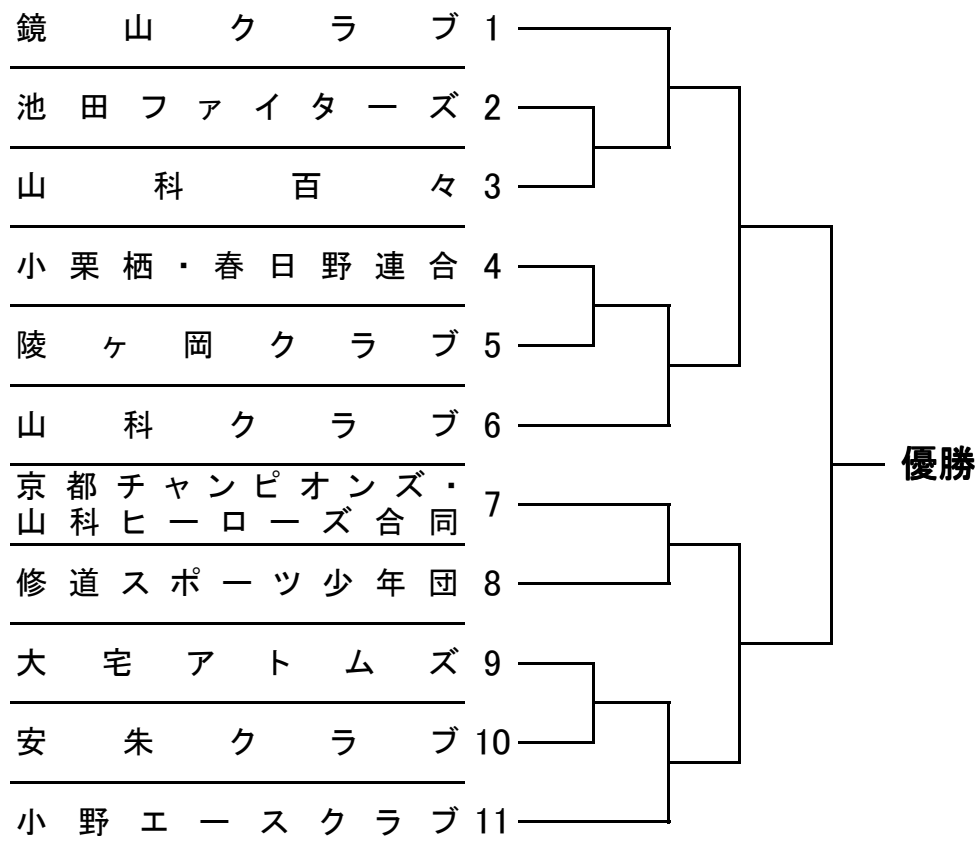 鏡山クラブ 1
池田ファイターズ 2
山科百々 3
小栗栖・春日野連合 4
陵ヶ岡クラブ 5
山科クラブ 6
優勝
京都チャンピオンズ・
山科ヒーローズ合同 7
修道スポーツ少年団 8
大宅アトムズ 9
安朱クラブ 10
小野エースクラブ 11